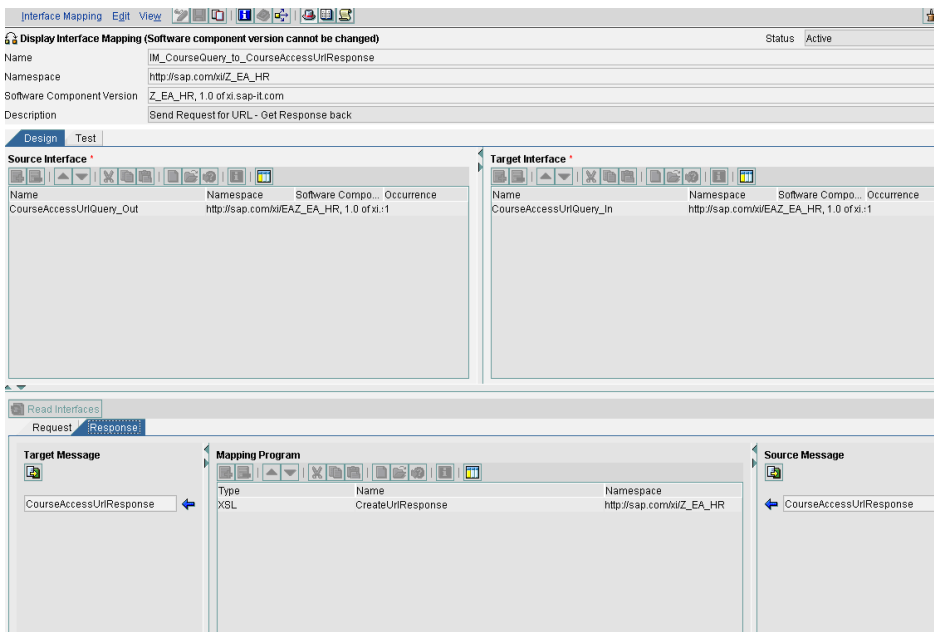 Interface Mapping Edit View
Display Interface Mapping (Software component version cannot be changed) Status Active
Name IM_CourseQuery_to_CourseAccessUrlResponse
Namespace http://sap.com/xi/Z_EA_HR
Software Component Version Z_EA_HR, 1.0 of xi.sap-it.com
Description Send Request for URL - Get Response back
Design Test
Source Interface * Target Interface *
Name Namespace Software Compo... Occurrence Name Namespace Software Compo... Occurrence
CourseAccessUrlQuery_Out http://sap.com/xi/EA Z_EA_HR, 1.0 of xi.: 1 CourseAccessUrlQuery_In http://sap.com/xi/EA Z_EA_HR, 1.0 of xi.: 1
Read Interfaces
Request Response
Target Message Mapping Program Source Message
Type Name Namespace
CourseAccessUrlResponse XSL CreateUrlResponse http://sap.com/xi/Z_EA_HR CourseAccessUrlResponse